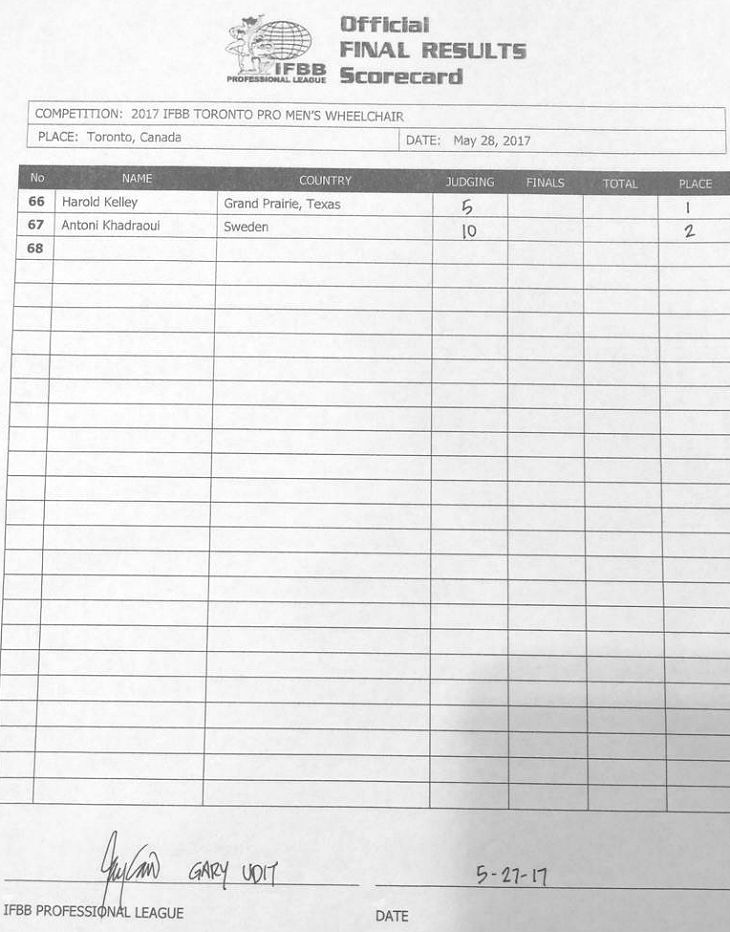 Official
FINAL RESULTS
Scorecard
IFBB
PROFESSIONAL LEAGUE
COMPETITION: 2017 IFBB TORONTO PRO MEN'S WHEELCHAIR
PLACE: Toronto, Canada DATE: May 28, 2017
No NAME COUNTRY JUDGING FINALS TOTAL PLACE
66 Harold Kelley Grand Prairie, Texas 5 1
67 Antoni Khadraoui Sweden 10 2
68
GARY UDIT 5-27-17
IFBB PROFESSIONAL LEAGUE DATE